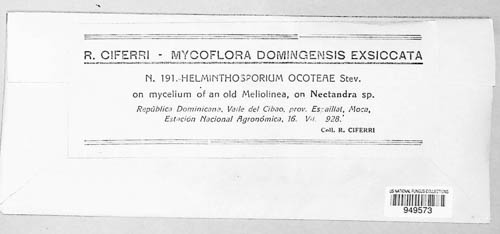 R. CIFERRI - MYCOFLORA DOMINGENSIS EXSICCATA
N. 191.-HELMINTHOSPORIUM OCOTEAE Stev.
on mycelium of an old Meliolinea, on Nectandra sp.
República Dominicana, Valle del Cibao, prov. Espaillat, Moca,
Estación Nacional Agronómica, 16. 928.
Coll. R. CIFERRI
US NATIONAL FUNGUS COLLECTIONS
949573